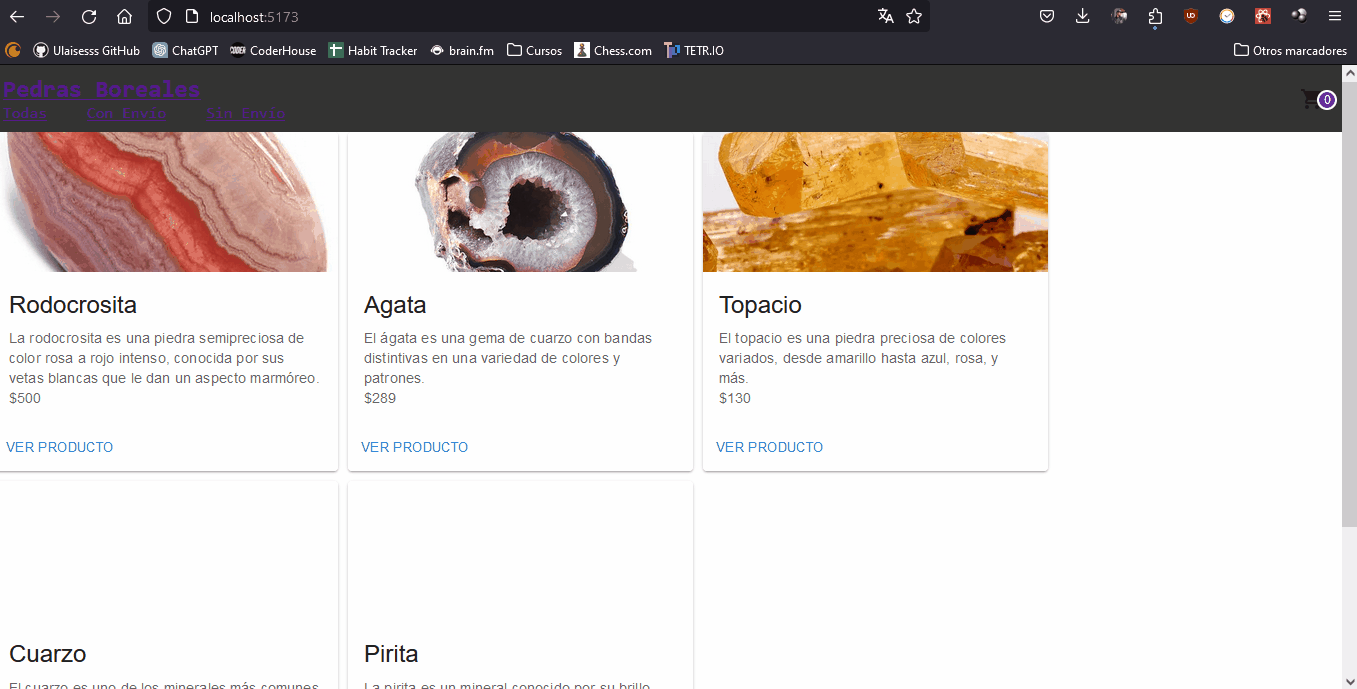 localhost:5173
Ulaisesss GitHub ChatGPT CoderHouse Habit Tracker brain.fm Cursos Chess.com TETR.IO Otros marcadores
Pedras Boreales
Todas Con Envio Sin Envio
0
Rodocrosita
La rodocrosita es una piedra semipreciosa de
color rosa a rojo intenso, conocida por sus
vetas blancas que le dan un aspecto marmóreo.
$500
VER PRODUCTO
Agata
El ágata es una gema de cuarzo con bandas
distintivas en una variedad de colores y
patrones.
$289
VER PRODUCTO
Topacio
El topacio es una piedra preciosa de colores
variados, desde amarillo hasta azul, rosa, y
más.
$130
VER PRODUCTO
Cuarzo
El cuarzo es uno de los minerales más comunes
Pirita
La pirita es un mineral conocido por su brillo